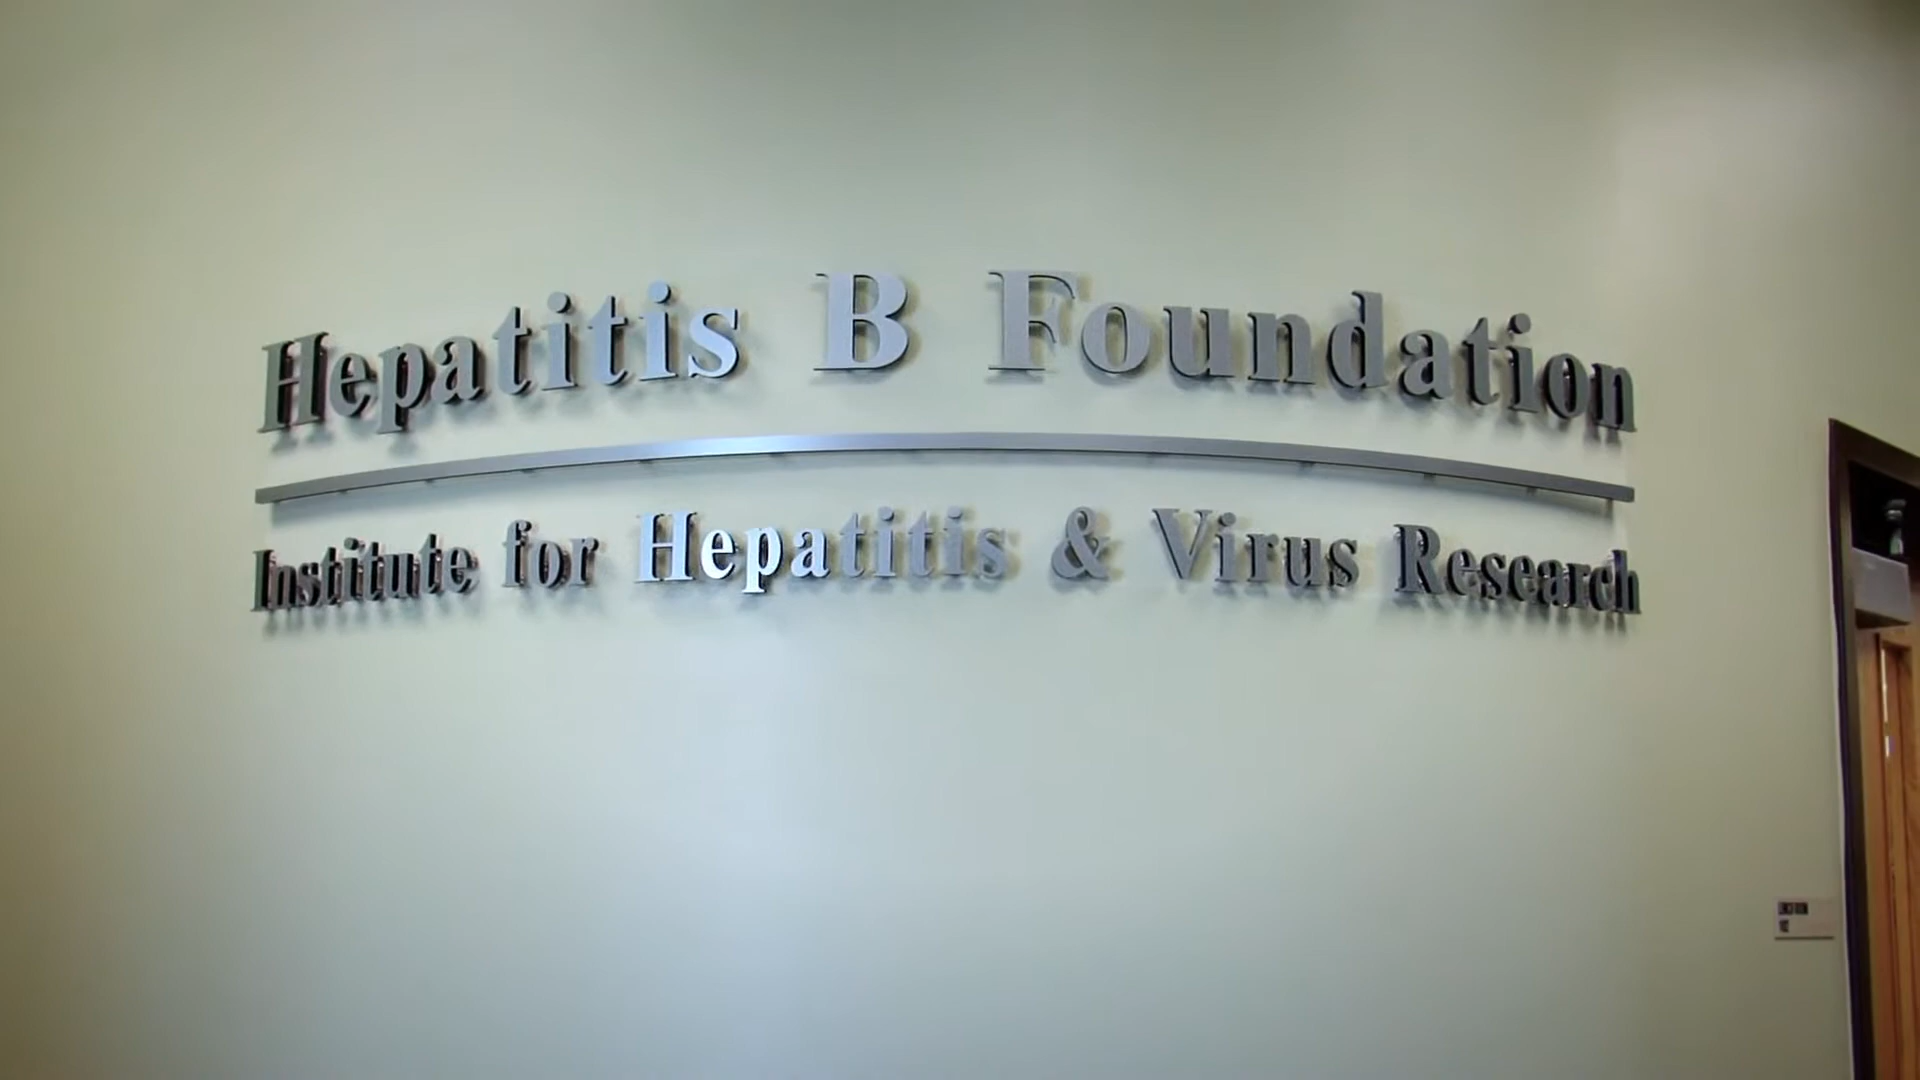 Hepatitis B Foundation
Institute for Hepatitis & Virus Research